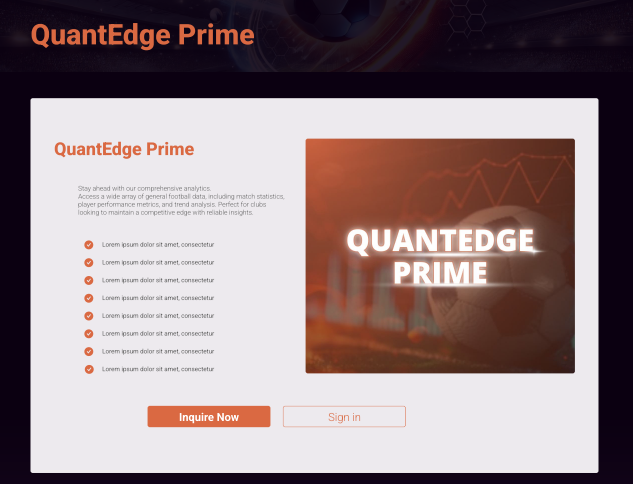 QuantEdge Prime
QuantEdge Prime
Stay ahead with our comprehensive analytics.
Access a wide array of general football data, including match statistics,
player performance metrics, and trend analysis. Perfect for clubs
looking to maintain a competitive edge with reliable insights.
Lorem ipsum dolor sit amet, consectetur
Lorem ipsum dolor sit amet, consectetur
Lorem ipsum dolor sit amet, consectetur
Lorem ipsum dolor sit amet, consectetur
Lorem ipsum dolor sit amet, consectetur
Lorem ipsum dolor sit amet, consectetur
Lorem ipsum dolor sit amet, consectetur
Lorem ipsum dolor sit amet, consectetur
QUANTEDGE
PRIME
Inquire Now
Sign in